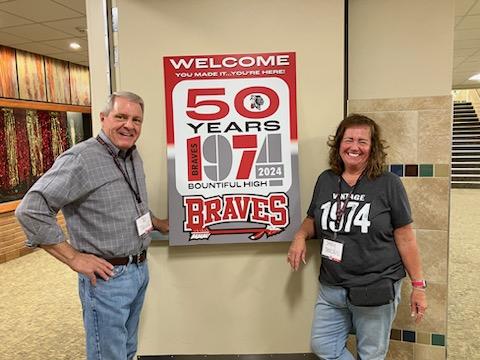 WELCOME
YOU MADE IT...YOU'RE HERE!
50
YEARS
BRAVES 1974 2024
BOUNTIFUL HIGH
BRAVES
VINTAGE
1974